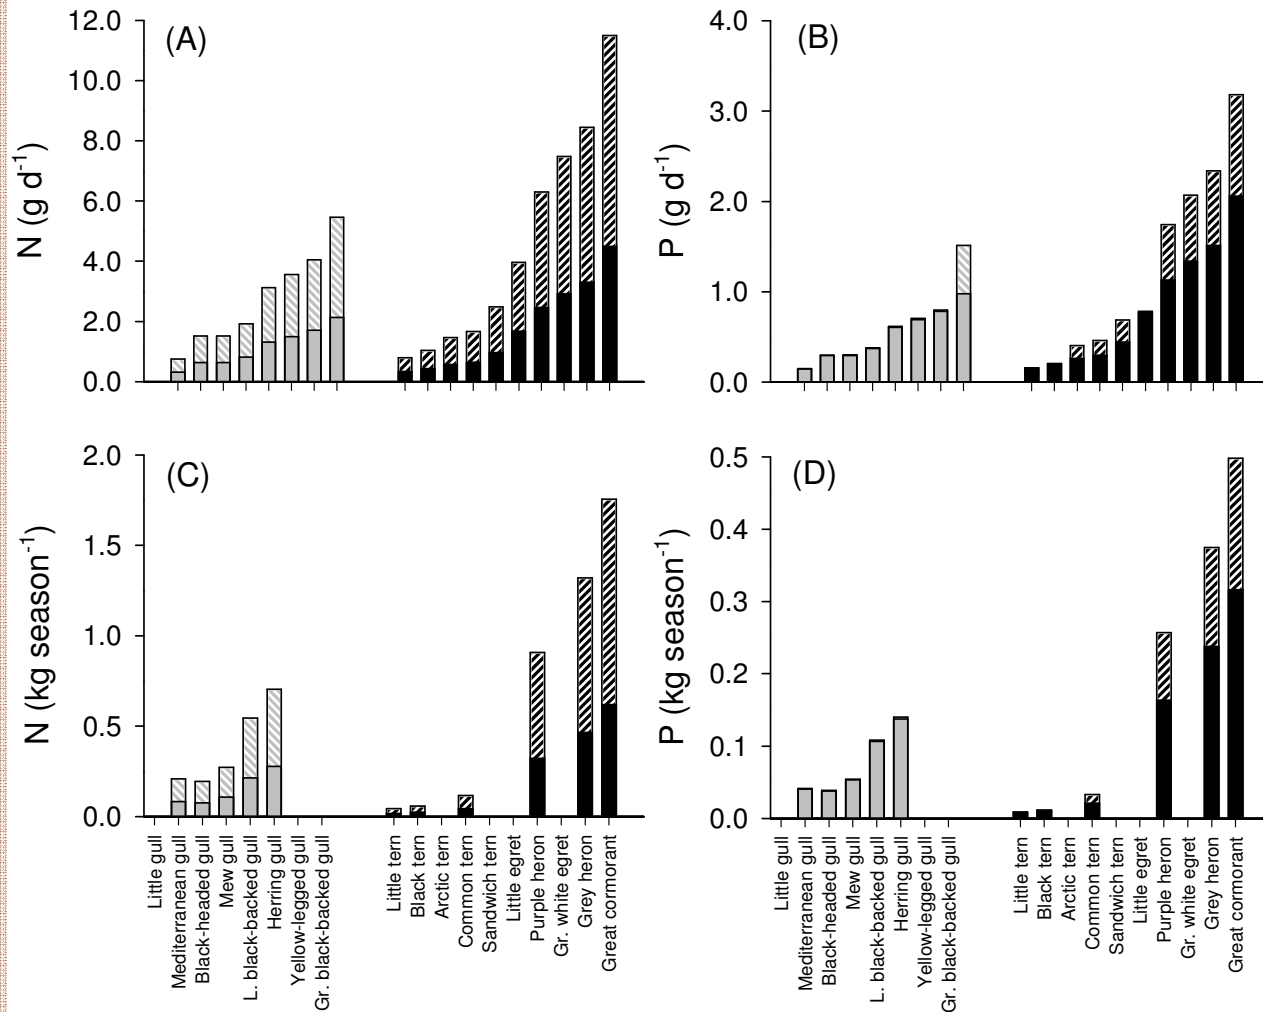 (A)
N (g d-1)
12.0
10.0
8.0
6.0
4.0
2.0
0.0
(B)
P (g d-1)
4.0
3.0
2.0
1.0
0.0
(C)
N (kg season-1)
2.0
1.5
1.0
0.5
0.0
Little gull
Mediterranean gull
Black-headed gull
Mew gull
L. black-backed gull
Herring gull
Yellow-legged gull
Gr. black-backed gull
Little tern
Black tern
Arctic tern
Common tern
Sandwich tern
Little egret
Purple heron
Gr. white egret
Grey heron
Great cormorant
(D)
P (kg season-1)
0.5
0.4
0.3
0.2
0.1
0.0
Little gull
Mediterranean gull
Black-headed gull
Mew gull
L. black-backed gull
Herring gull
Yellow-legged gull
Gr. black-backed gull
Little tern
Black tern
Arctic tern
Common tern
Sandwich tern
Little egret
Purple heron
Gr. white egret
Grey heron
Great cormorant